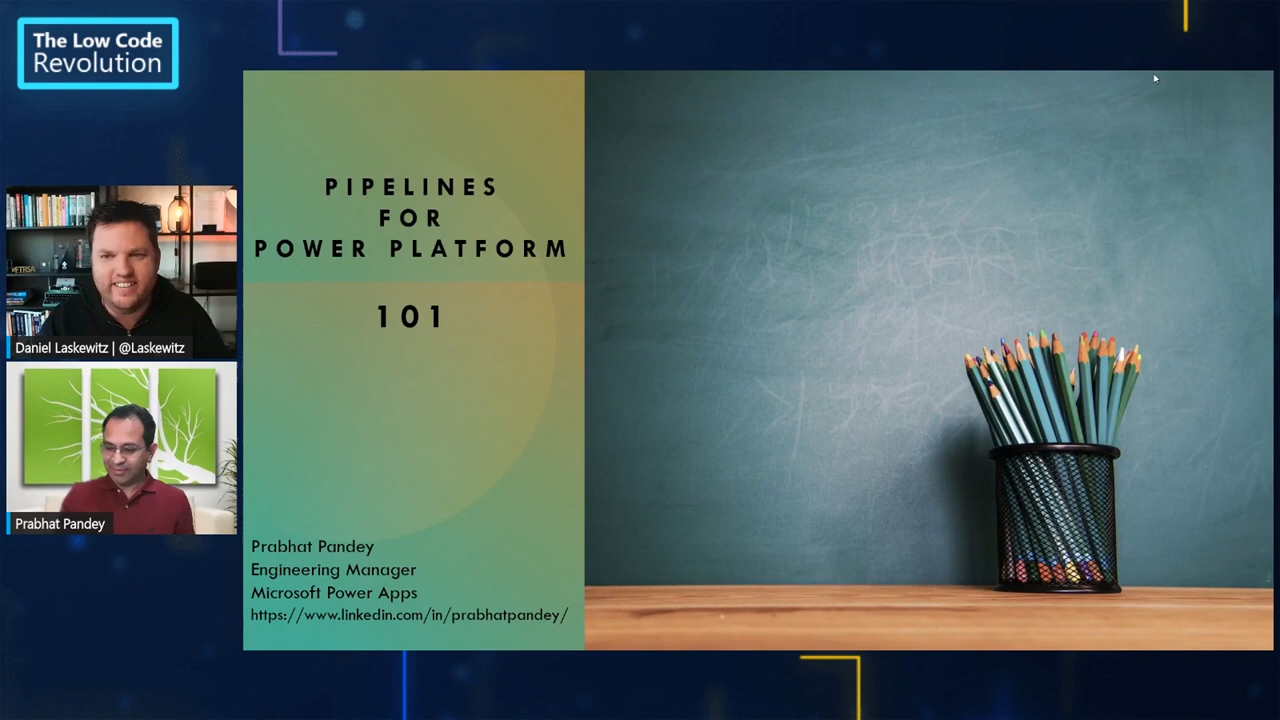 The Low Code
Revolution
Daniel Laskewitz | @Laskewitz
Prabhat Pandey
PIPELINES
FOR
POWER PLATFORM
101
Prabhat Pandey
Engineering Manager
Microsoft Power Apps
https://www.linkedin.com/in/prabhatpandey/